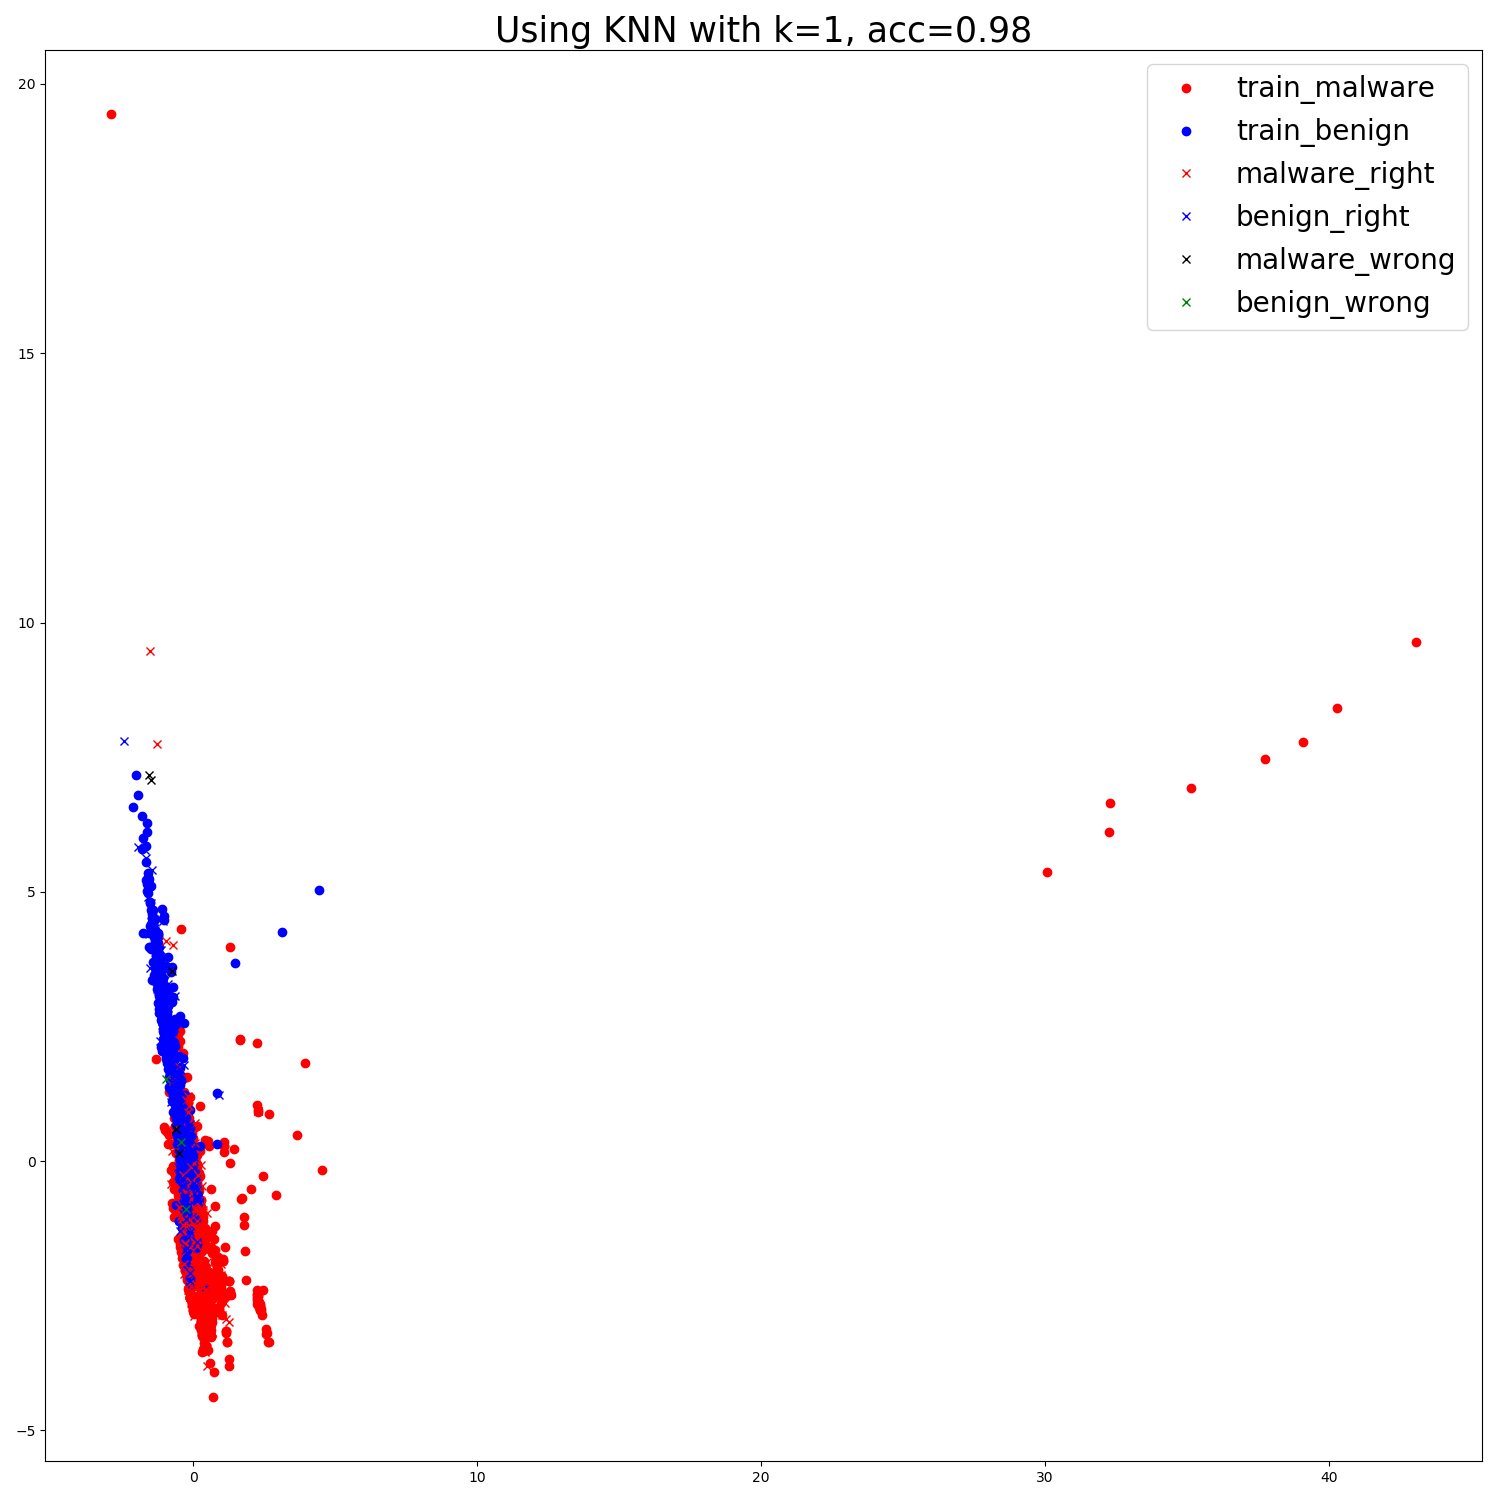 Using KNN with k=1, acc=0.98
train_malware
train_benign
malware_right
benign_right
malware_wrong
benign_wrong
20
15
10
5
0
−5
0
10
20
30
40